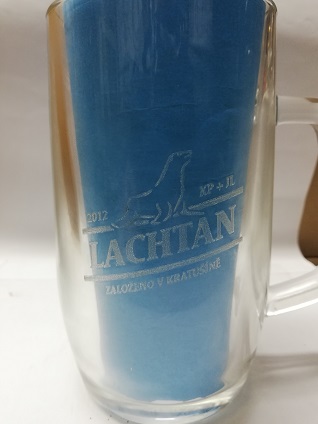 2012 KP + JL
LACHTAN
ZALOŽENO V KRATUŠÍNĚ